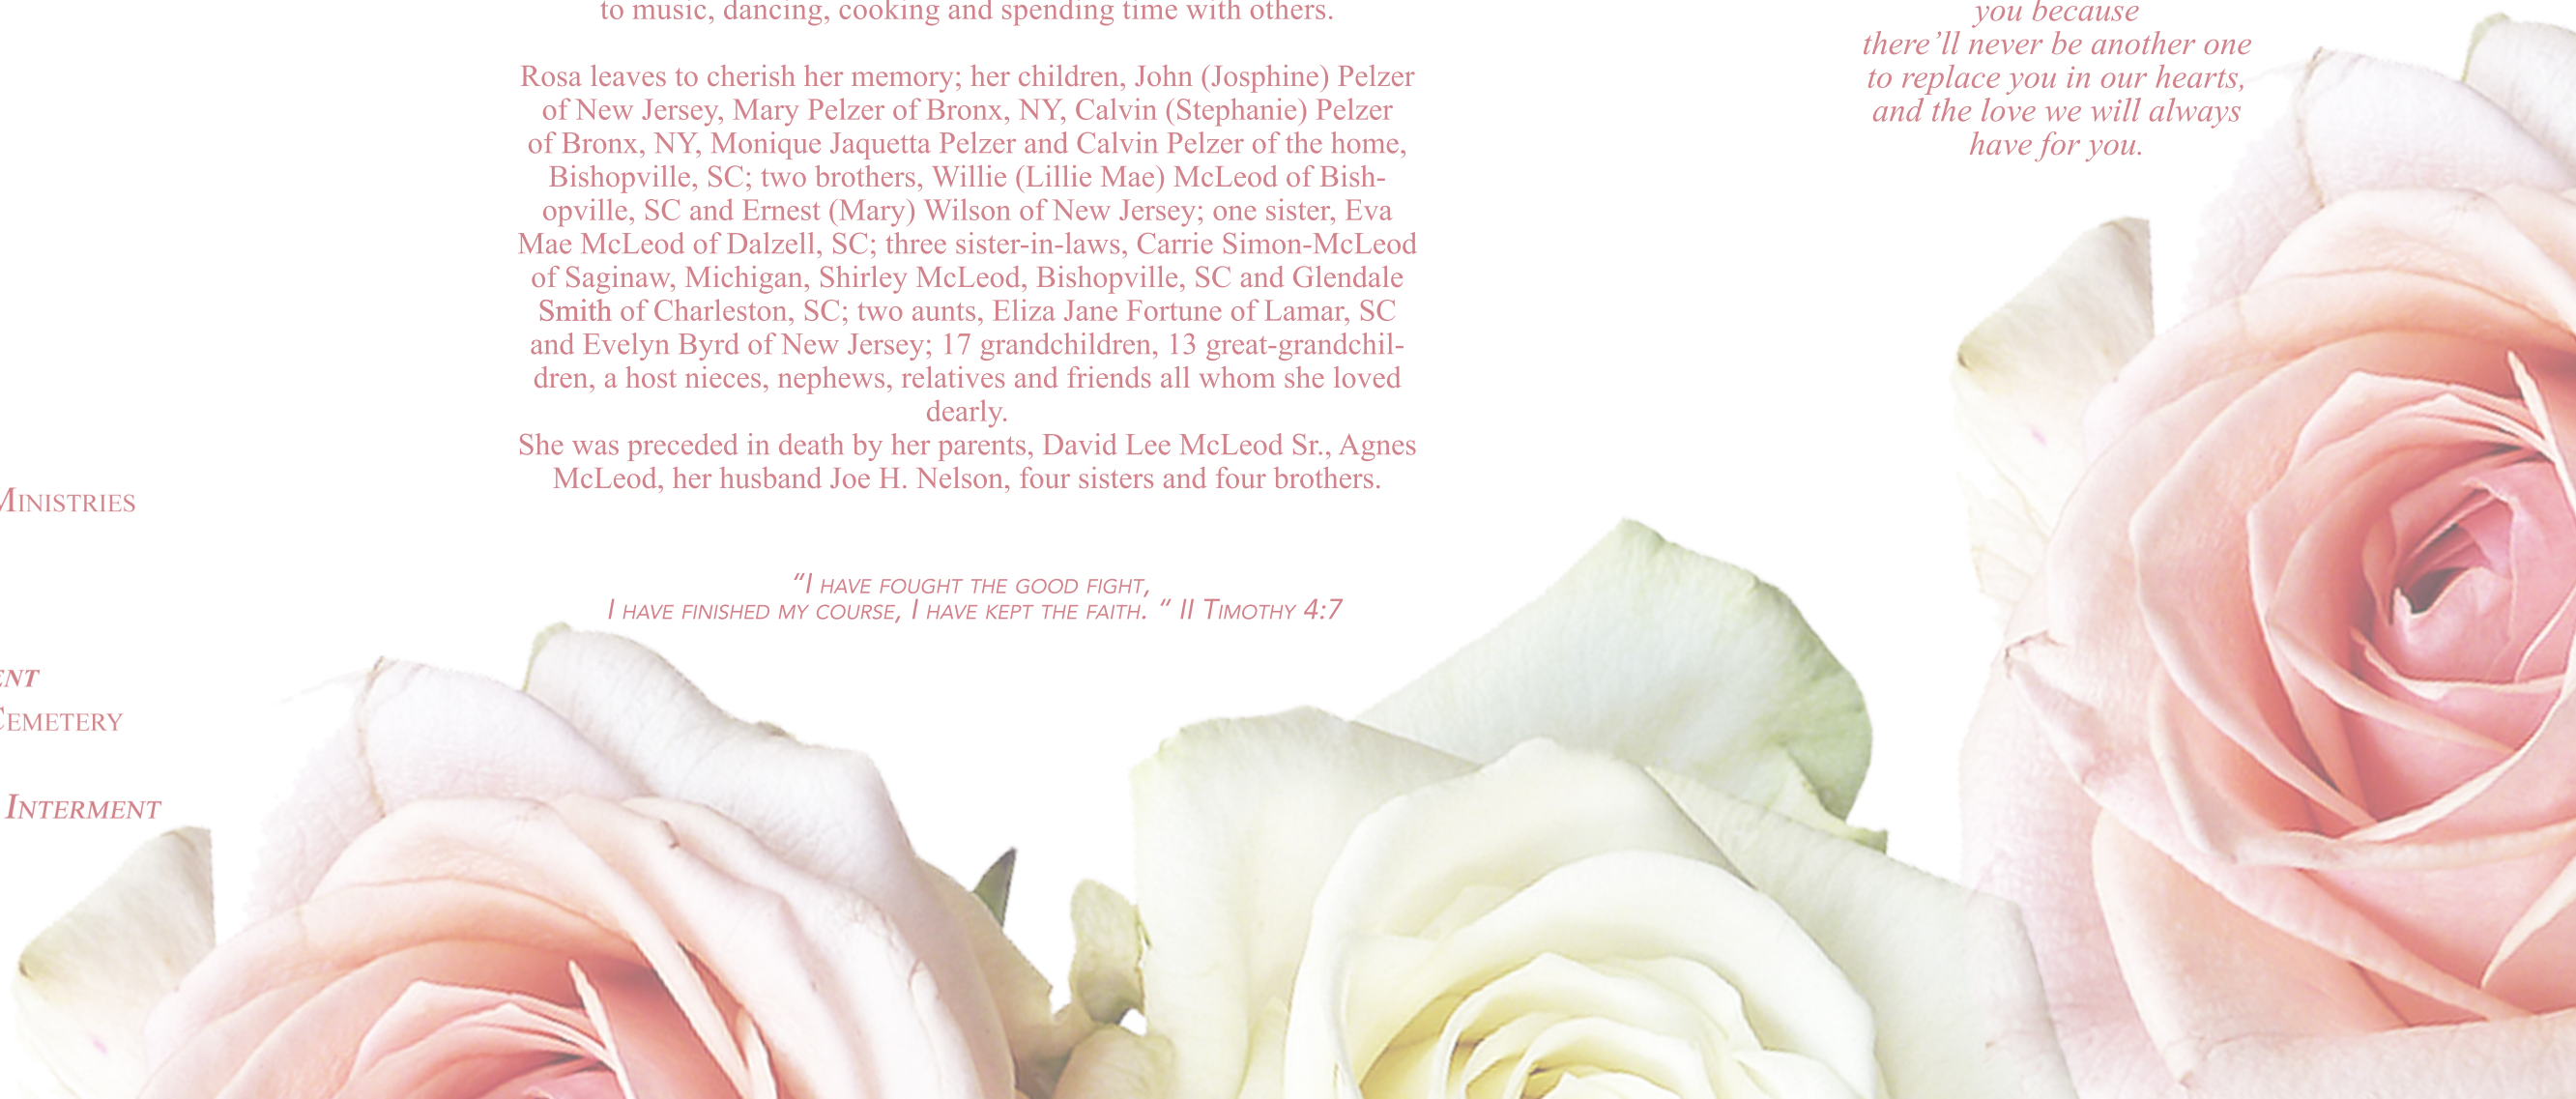 to music, dancing, cooking and spending time with others.
Rosa leaves to cherish her memory; her children, John (Josphine) Pelzer
of New Jersey, Mary Pelzer of Bronx, NY, Calvin (Stephanie) Pelzer
of Bronx, NY, Monique Jaquetta Pelzer and Calvin Pelzer of the home,
Bishopville, SC; two brothers, Willie (Lillie Mae) McLeod of Bish-
opville, SC and Ernest (Mary) Wilson of New Jersey; one sister, Eva
Mae McLeod of Dalzell, SC; three sister-in-laws, Carrie Simon-McLeod
of Saginaw, Michigan, Shirley McLeod, Bishopville, SC and Glendale
Smith of Charleston, SC; two aunts, Eliza Jane Fortune of Lamar, SC
and Evelyn Byrd of New Jersey; 17 grandchildren, 13 great-grandchil-
dren, a host nieces, nephews, relatives and friends all whom she loved
dearly.
She was preceded in death by her parents, David Lee McLeod Sr., Agnes
McLeod, her husband Joe H. Nelson, four sisters and four brothers.
“I have fought the good fight,
I have finished my course, I have kept the faith. “ II Timothy 4:7
you because
there’ll never be another one
to replace you in our hearts,
and the love we will always
have for you.
Ministries
ent
Cemetery
Interment